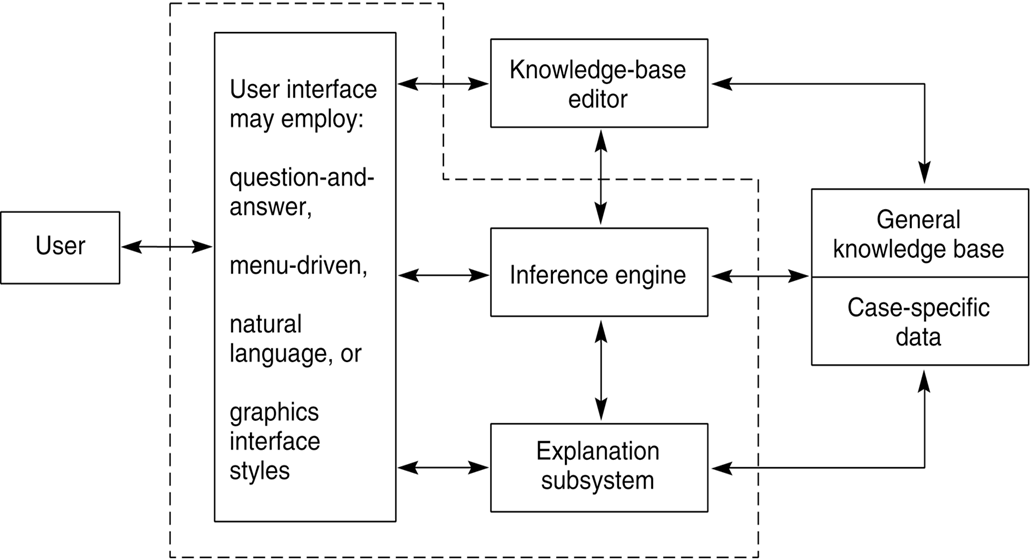 User
User interface
may employ:
question-and-
answer,
menu-driven,
natural
language, or
graphics
interface
styles
Knowledge-base
editor
Inference engine
Explanation
subsystem
General
knowledge base
Case-specific
data